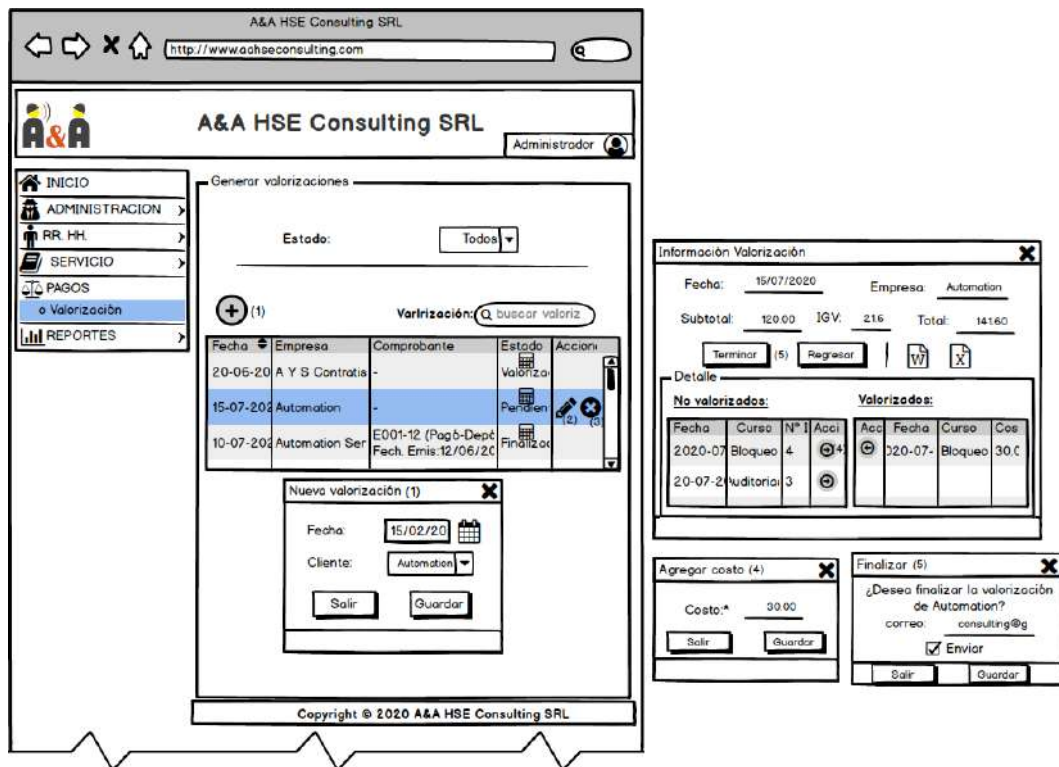 A&A HSE Consulting SRL
http://www.aahseconsulting.com
A&A
A&A HSE Consulting SRL
Administrador
INICIO
ADMINISTRACION
RR. HH.
SERVICIO
PAGOS
o Valorización
REPORTES
Generar valorizaciones
Estado: Todos
(1) Varlrización: buscar valoriz
Fecha Empresa Comprobante Estado Accion
20-06-20 A Y S Contratis - Valoriza
15-07-202 Automation - Pendien (2) (3)
10-07-202 Automation Ser E001-12 (Pago-Depó Finalizac
Fech. Emis:12/06/20
Nueva valorización (1)
Fecha: 15/02/20
Cliente: Automation
Salir Guardar
Copyright © 2020 A&A HSE Consulting SRL
Información Valorización
Fecha: 15/07/2020 Empresa: Automation
Subtotal: 120.00 IGV: 21.6 Total: 141.60
Terminar (5) Regresar W X
Detalle
No valorizados: Valorizados:
Fecha Curso N° I Acci Acc Fecha Curso Cos
2020-07 Bloqueo 4 (4) 020-07- Bloqueo 30.0
20-07-2 Auditoria 3
Agregar costo (4)
Costo:* 30.00
Salir Guardar
Finalizar (5)
¿Desea finalizar la valorización
de Automation?
correo: consulting@g
Enviar
Salir Guardar